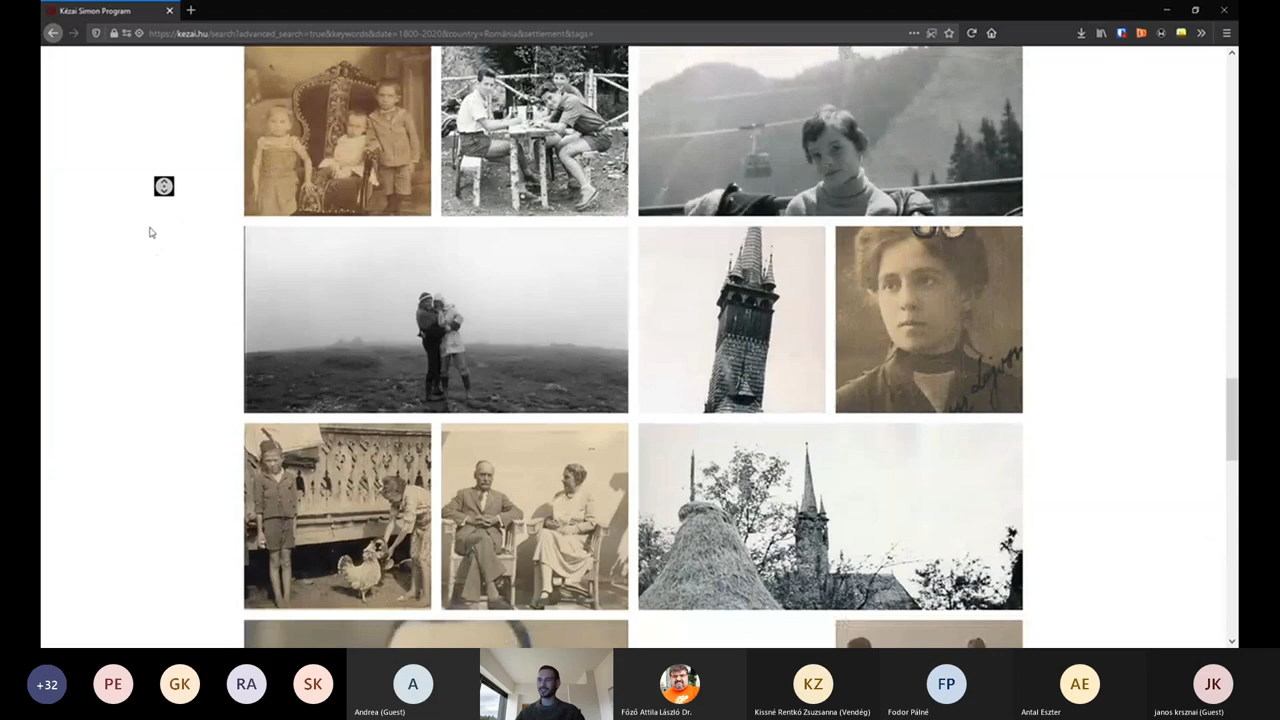 Kézai Simon Program
https://kezai.hu/search?advanced_search=true&keywords&date=1800-2020&country=Románia&settlement&tags=
+32
PE
GK
RA
SK
A
KZ
FP
AE
JK
Andrea (Guest)
Főző Attila László Dr.
Kissné Rentkó Zsuzsanna (Vendég)
Fodor Pálné
Antal Eszter
janos krsznai (Guest)